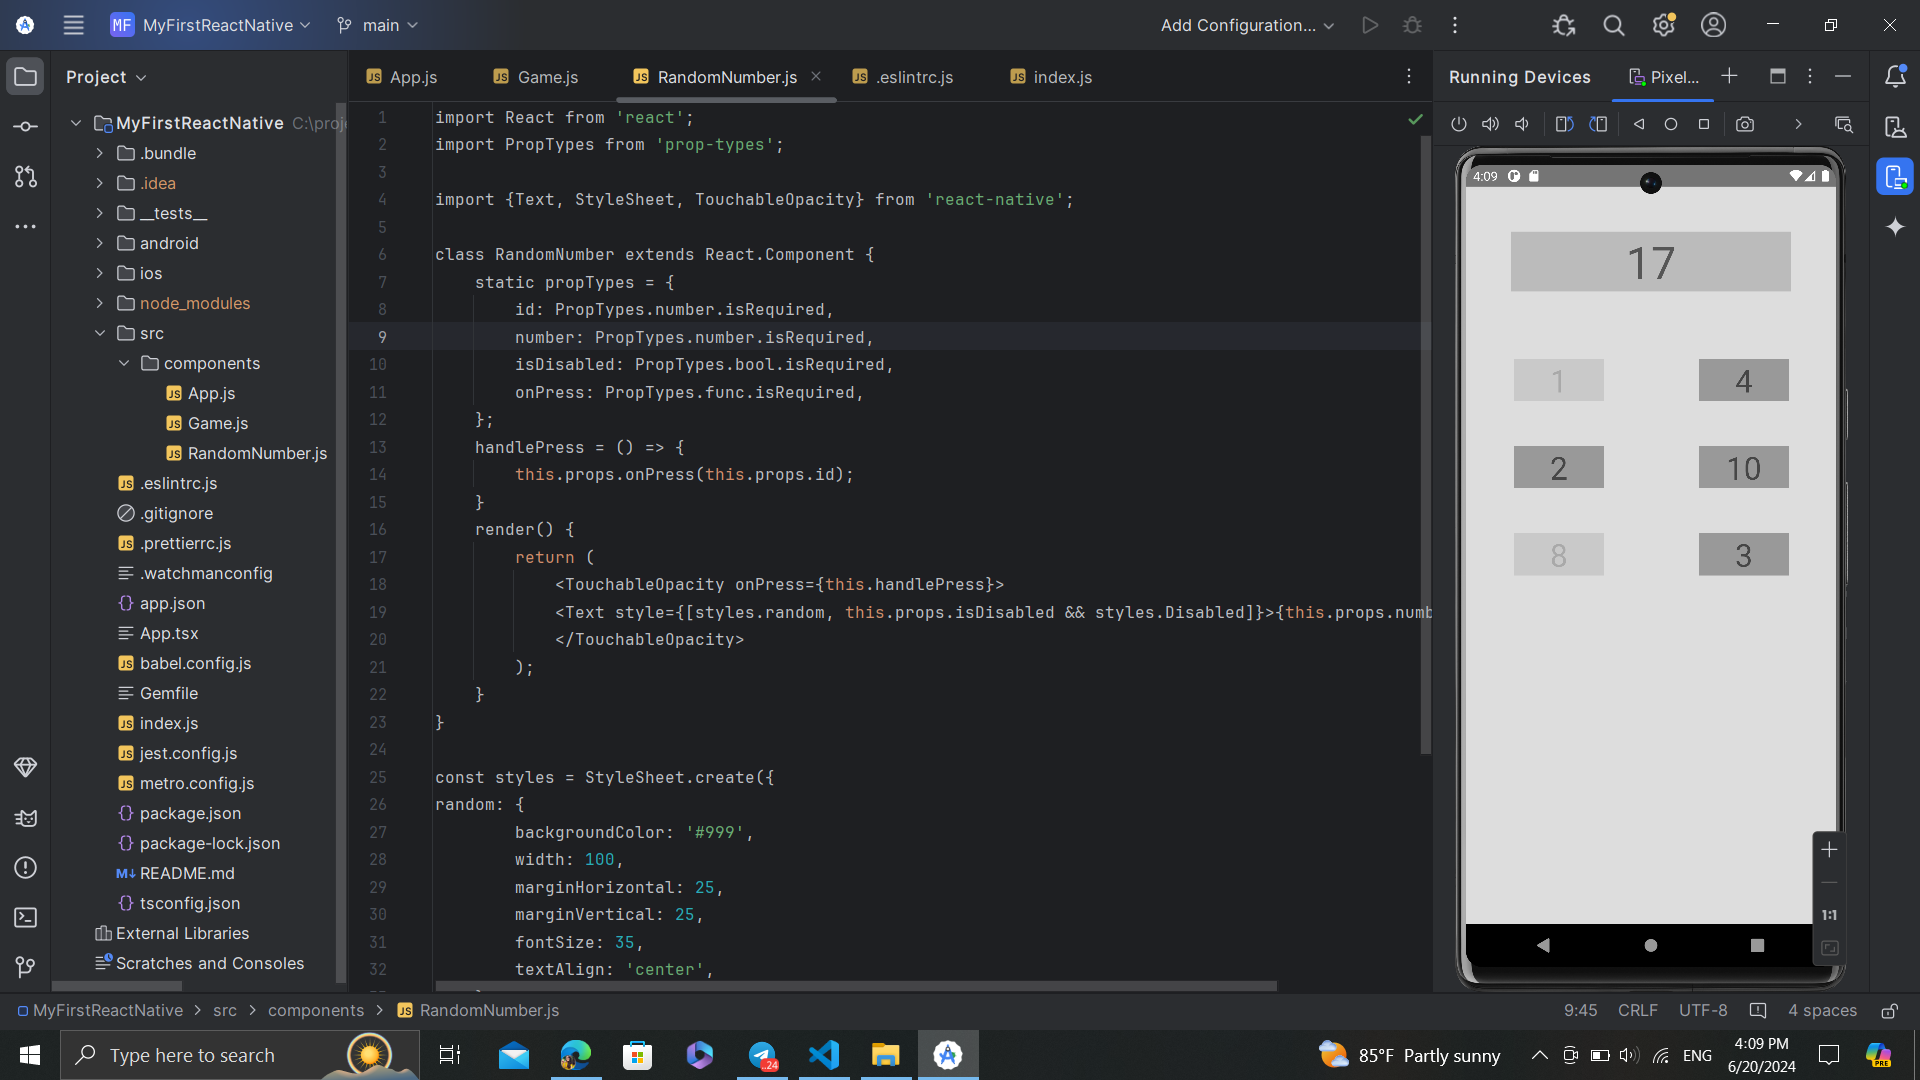 MF MyFirstReactNative main Add Configuration...
Project
App.js Game.js RandomNumber.js .eslintrc.js index.js
Running Devices Pixel...
MyFirstReactNative C:\proj
.bundle
.idea
__tests__
android
ios
node_modules
src
components
App.js
Game.js
RandomNumber.js
.eslintrc.js
.gitignore
.prettierrc.js
.watchmanconfig
app.json
App.tsx
babel.config.js
Gemfile
index.js
jest.config.js
metro.config.js
package.json
package-lock.json
README.md
tsconfig.json
External Libraries
Scratches and Consoles
1 import React from 'react';
2 import PropTypes from 'prop-types';
3
4 import {Text, StyleSheet, TouchableOpacity} from 'react-native';
5
6 class RandomNumber extends React.Component {
7 static propTypes = {
8 id: PropTypes.number.isRequired,
9 number: PropTypes.number.isRequired,
10 isDisabled: PropTypes.bool.isRequired,
11 onPress: PropTypes.func.isRequired,
12 };
13 handlePress = () => {
14 this.props.onPress(this.props.id);
15 }
16 render() {
17 return (
18 <TouchableOpacity onPress={this.handlePress}>
19 <Text style={[styles.random, this.props.isDisabled && styles.Disabled]}>{this.props.numb
20 </TouchableOpacity>
21 );
22 }
23 }
24
25 const styles = StyleSheet.create({
26 random: {
27 backgroundColor: '#999',
28 width: 100,
29 marginHorizontal: 25,
30 marginVertical: 25,
31 fontSize: 35,
32 textAlign: 'center',
4:09
17
1 4
2 10
8 3
1:1
MyFirstReactNative > src > components > RandomNumber.js
9:45 CRLF UTF-8 4 spaces
Type here to search
..24
85°F Partly sunny
ENG
4:09 PM
6/20/2024
PRE